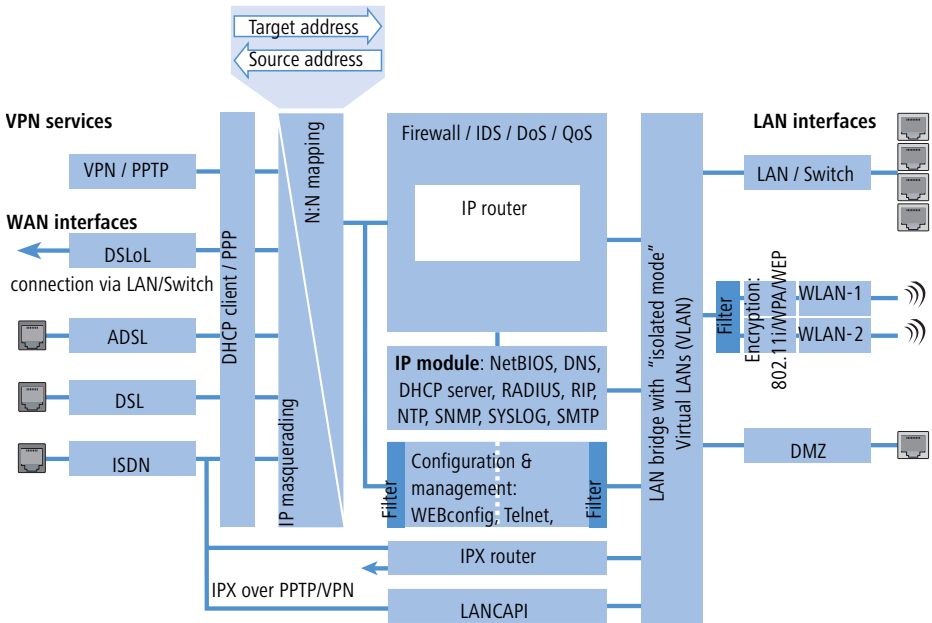 Target address
Source address
VPN services
VPN / PPTP
WAN interfaces
DSLoL
connection via LAN/Switch
ADSL
DSL
ISDN
DHCP client / PPP
IP masquerading
N:N mapping
Firewall / IDS / DoS / QoS
IP router
IP module: NetBIOS, DNS,
DHCP server, RADIUS, RIP,
NTP, SNMP, SYSLOG, SMTP
Filter
Configuration &
management:
WEBconfig, Telnet,
Filter
IPX router
IPX over PPTP/VPN
LANCAPI
LAN bridge with "isolated mode"
Virtual LANs (VLAN)
LAN interfaces
LAN / Switch
Filter
Encryption:
802.11i/WPA/WEP
WLAN-1
WLAN-2
DMZ